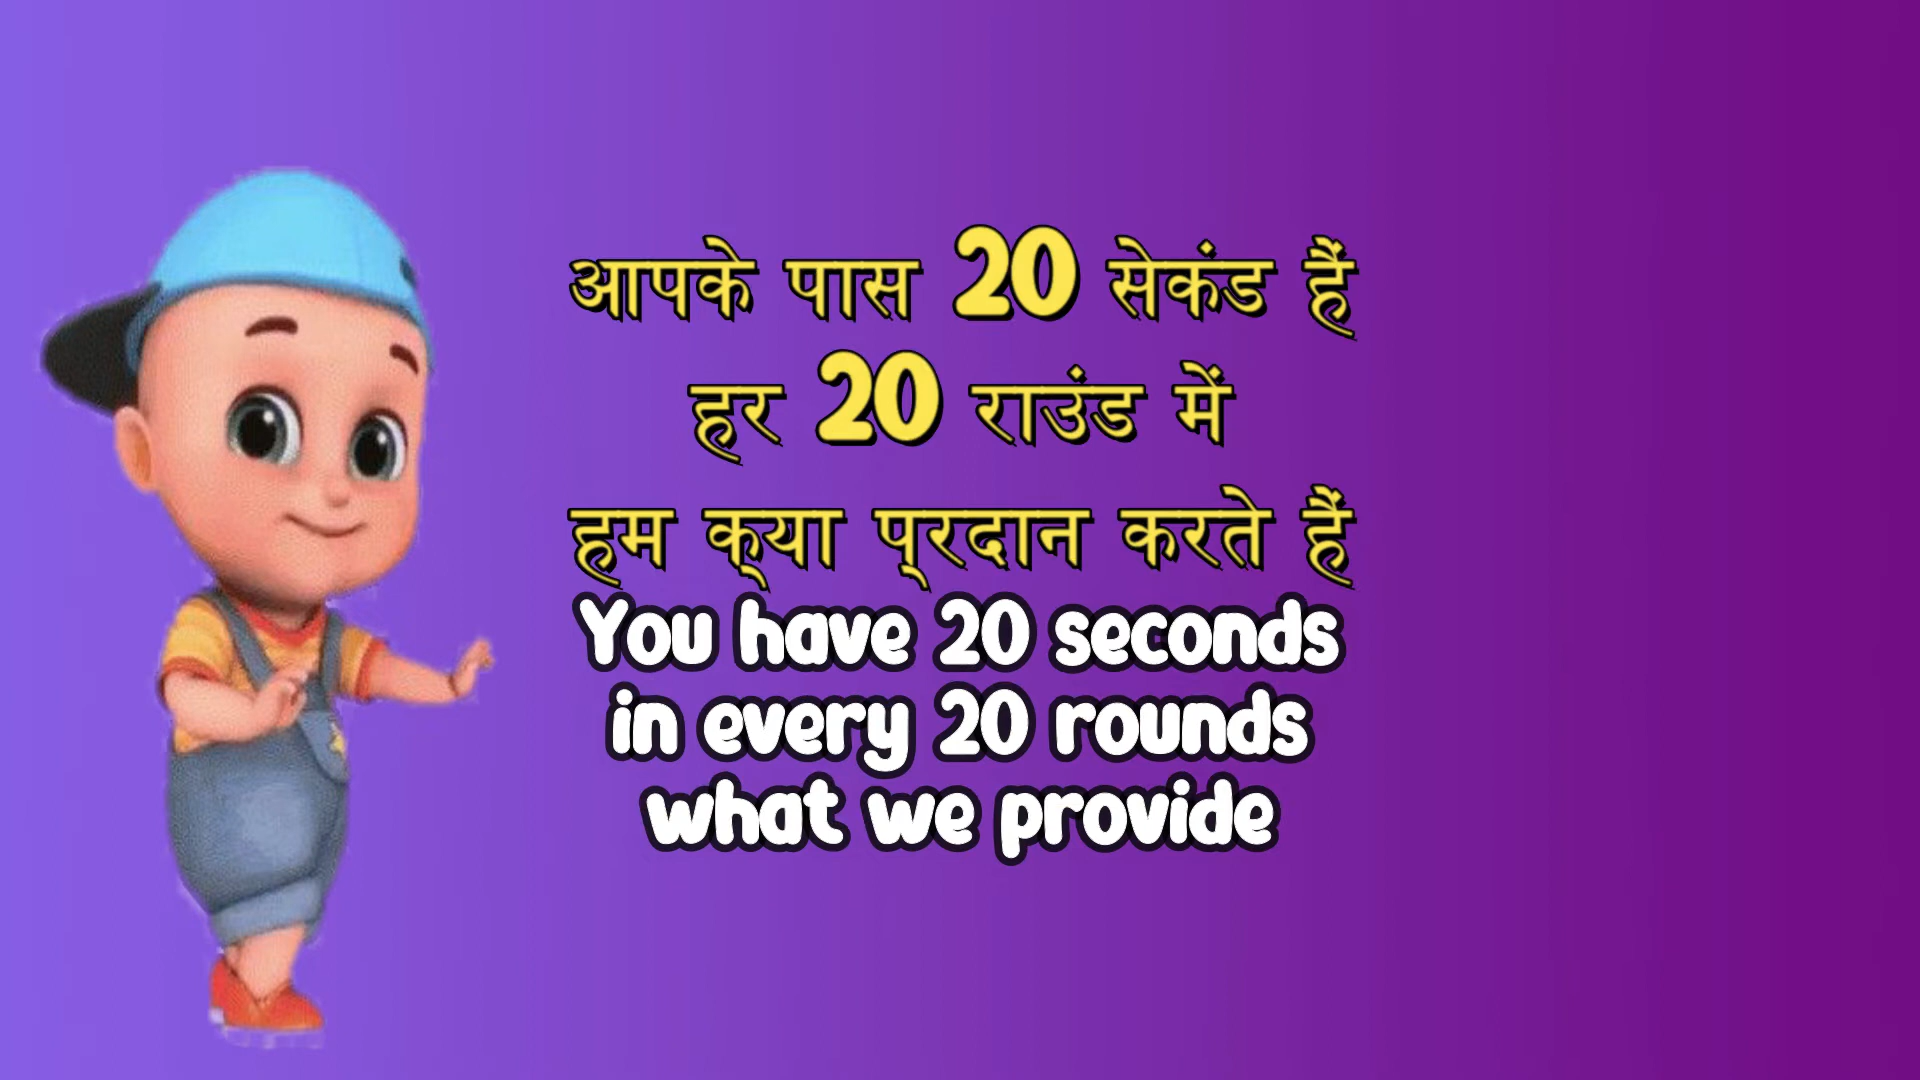 आपके पास 20 सेकंड हैं
हर 20 राउंड में
हम क्या प्रदान करते हैं
You have 20 seconds
in every 20 rounds
what we provide